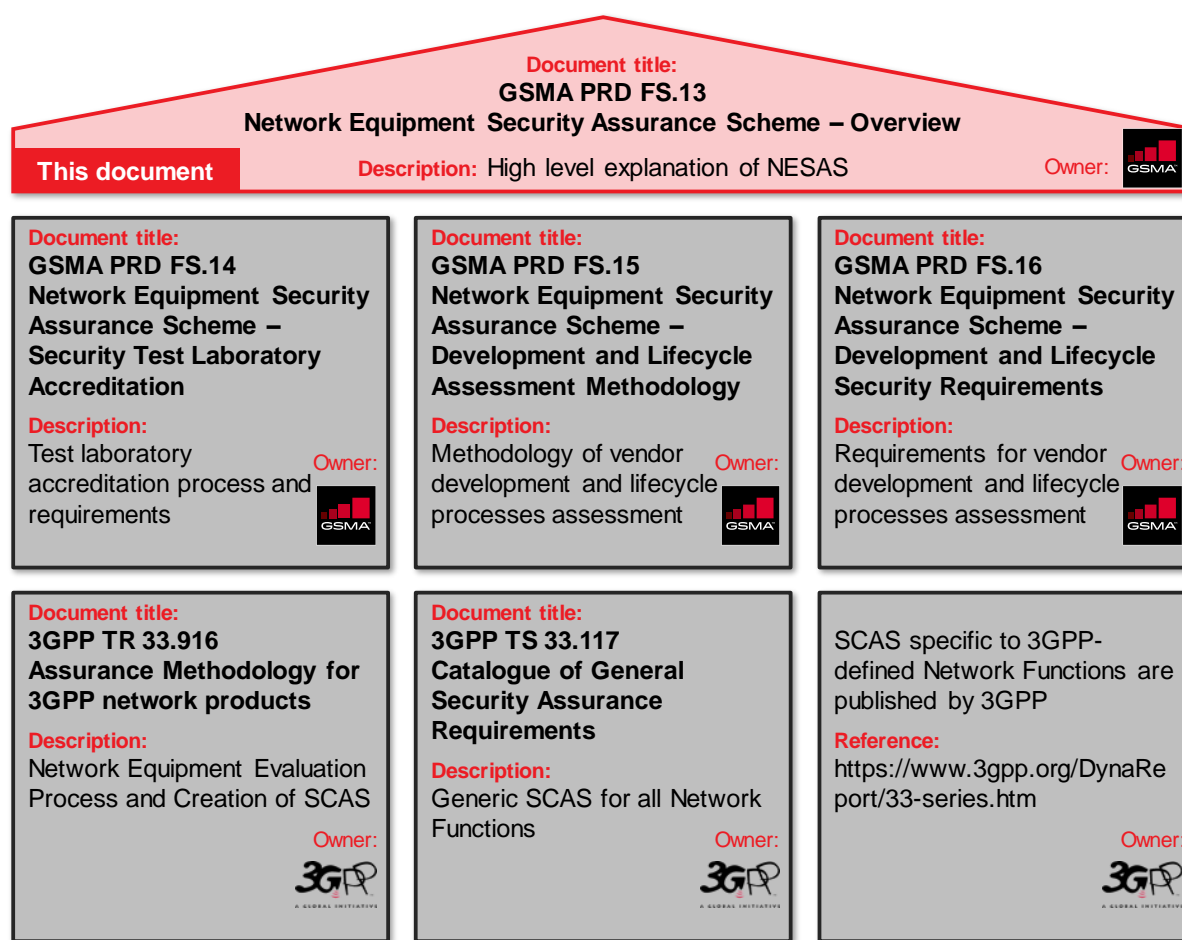 Document title:
GSMA PRD FS.13
Network Equipment Security Assurance Scheme – Overview
This document
Description: High level explanation of NESAS
Owner:
GSMA
Document title:
GSMA PRD FS.14
Network Equipment Security
Assurance Scheme –
Security Test Laboratory
Accreditation
Description:
Test laboratory
accreditation process and
requirements
Owner:
GSMA
Document title:
GSMA PRD FS.15
Network Equipment Security
Assurance Scheme –
Development and Lifecycle
Assessment Methodology
Description:
Methodology of vendor
development and lifecycle
processes assessment
Owner:
GSMA
Document title:
GSMA PRD FS.16
Network Equipment Security
Assurance Scheme –
Development and Lifecycle
Security Requirements
Description:
Requirements for vendor
development and lifecycle
processes assessment
Owner:
GSMA
Document title:
3GPP TR 33.916
Assurance Methodology for
3GPP network products
Description:
Network Equipment Evaluation
Process and Creation of SCAS
Owner:
3GPP
A GLOBAL INITIATIVE
Document title:
3GPP TS 33.117
Catalogue of General
Security Assurance
Requirements
Description:
Generic SCAS for all Network
Functions
Owner:
3GPP
A GLOBAL INITIATIVE
SCAS specific to 3GPP-
defined Network Functions are
published by 3GPP
Reference:
https://www.3gpp.org/DynaRe
port/33-series.htm
Owner:
3GPP
A GLOBAL INITIATIVE